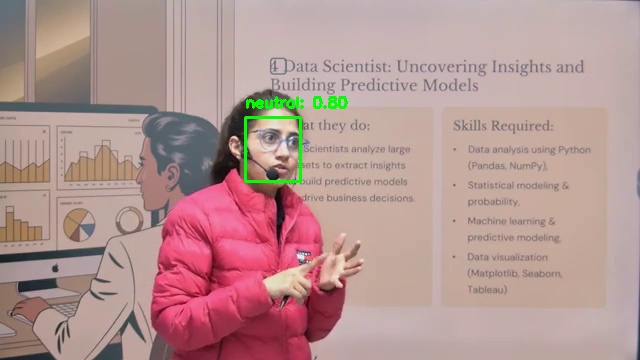 4 Data Scientist: Uncovering Insights and
Building Predictive Models
neutral: 0.80
at they do:
Scientists analyze large
sets to extract insights
build predictive models
drive business decisions.
Skills Required:
• Data analysis using Python
(Pandas, NumPy),
• Statistical modeling &
probability,
• Machine learning &
predictive modeling,
• Data visualization
(Matplotlib, Seaborn,
Tableau)